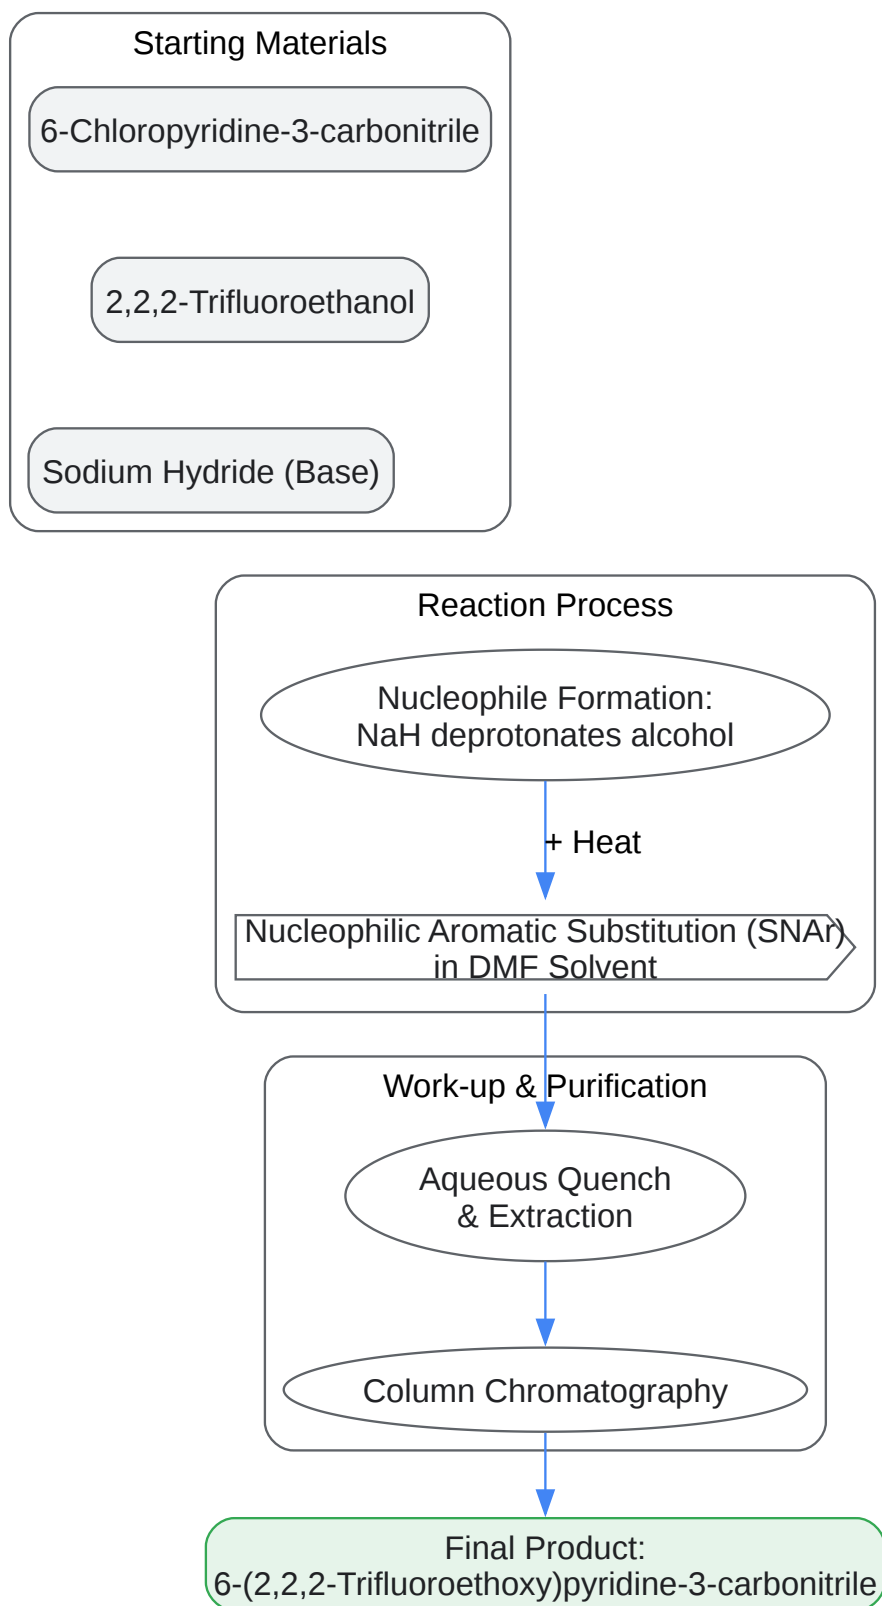 Starting Materials
6-Chloropyridine-3-carbonitrile
2,2,2-Trifluoroethanol
Sodium Hydride (Base)
Reaction Process
Nucleophile Formation:
NaH deprotonates alcohol
+ Heat
Nucleophilic Aromatic Substitution (SNAr)
in DMF Solvent
Work-up & Purification
Aqueous Quench
& Extraction
Column Chromatography
Final Product:
6-(2,2,2-Trifluoroethoxy)pyridine-3-carbonitrile